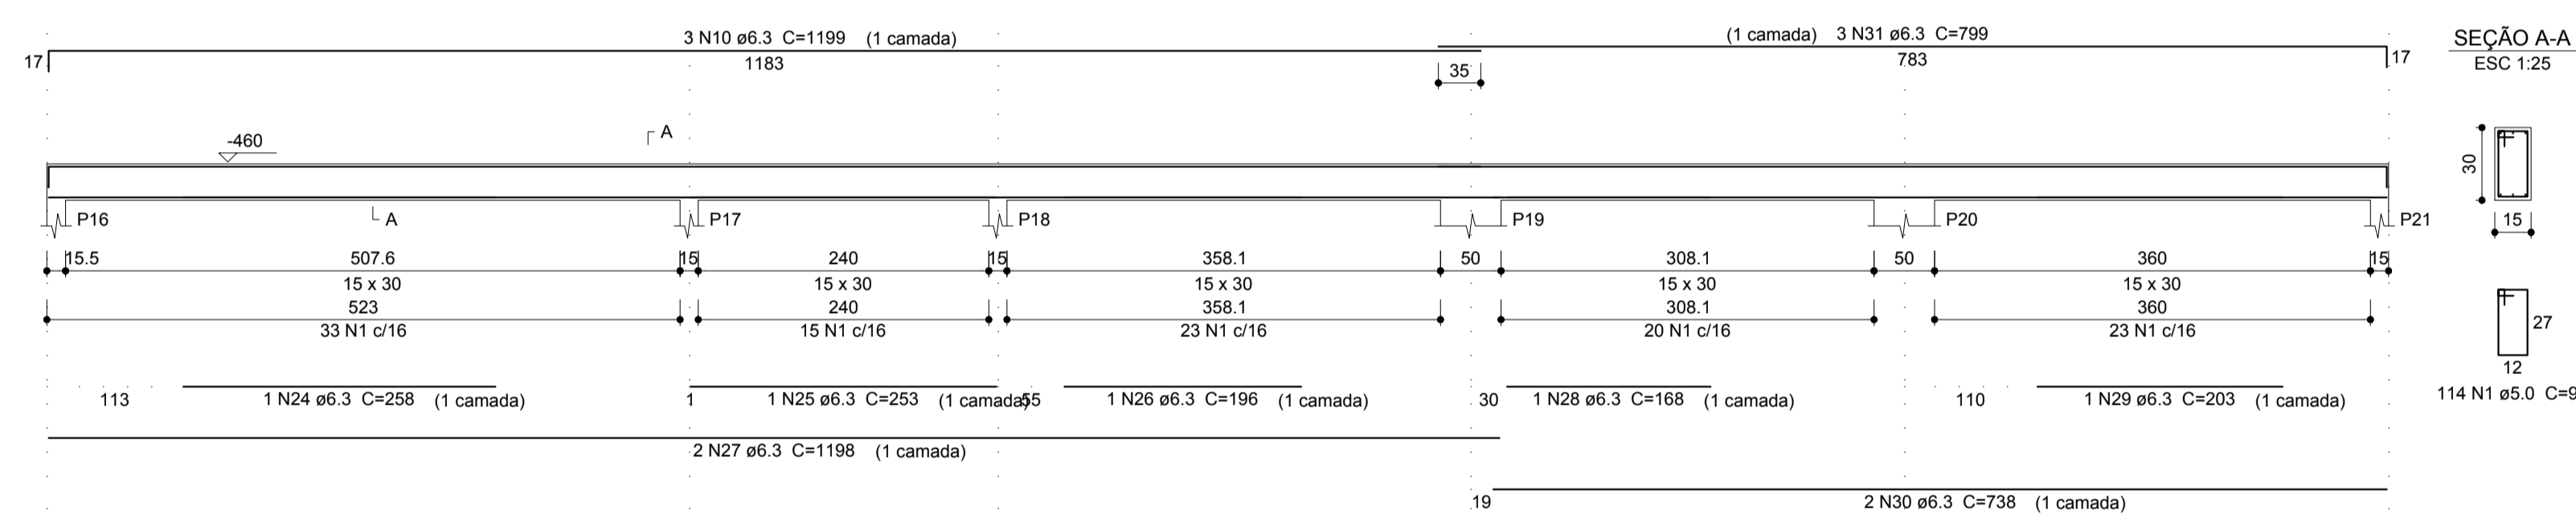 3 N10 ø6.3 C=1199 (1 camada)
(1 camada) 3 N31 ø6.3 C=799
SEÇÃO A-A
17
1183
35
783
17
ESC 1:25
-460
A
30
P16
A
P17
P18
P19
P20
P21
15
15.5
507.6
15
240
15
358.1
50
308.1
50
360
15
15 x 30
15 x 30
15 x 30
15 x 30
15 x 30
523
240
358.1
308.1
360
33 N1 c/16
15 N1 c/16
23 N1 c/16
20 N1 c/16
23 N1 c/16
27
12
113
1 N24 ø6.3 C=258 (1 camada)
1
1 N25 ø6.3 C=253 (1 camada)
55
1 N26 ø6.3 C=196 (1 camada)
30
1 N28 ø6.3 C=168 (1 camada)
110
1 N29 ø6.3 C=203 (1 camada)
114 N1 ø5.0
2 N27 ø6.3 C=1198 (1 camada)
19
2 N30 ø6.3 C=738 (1 camada)